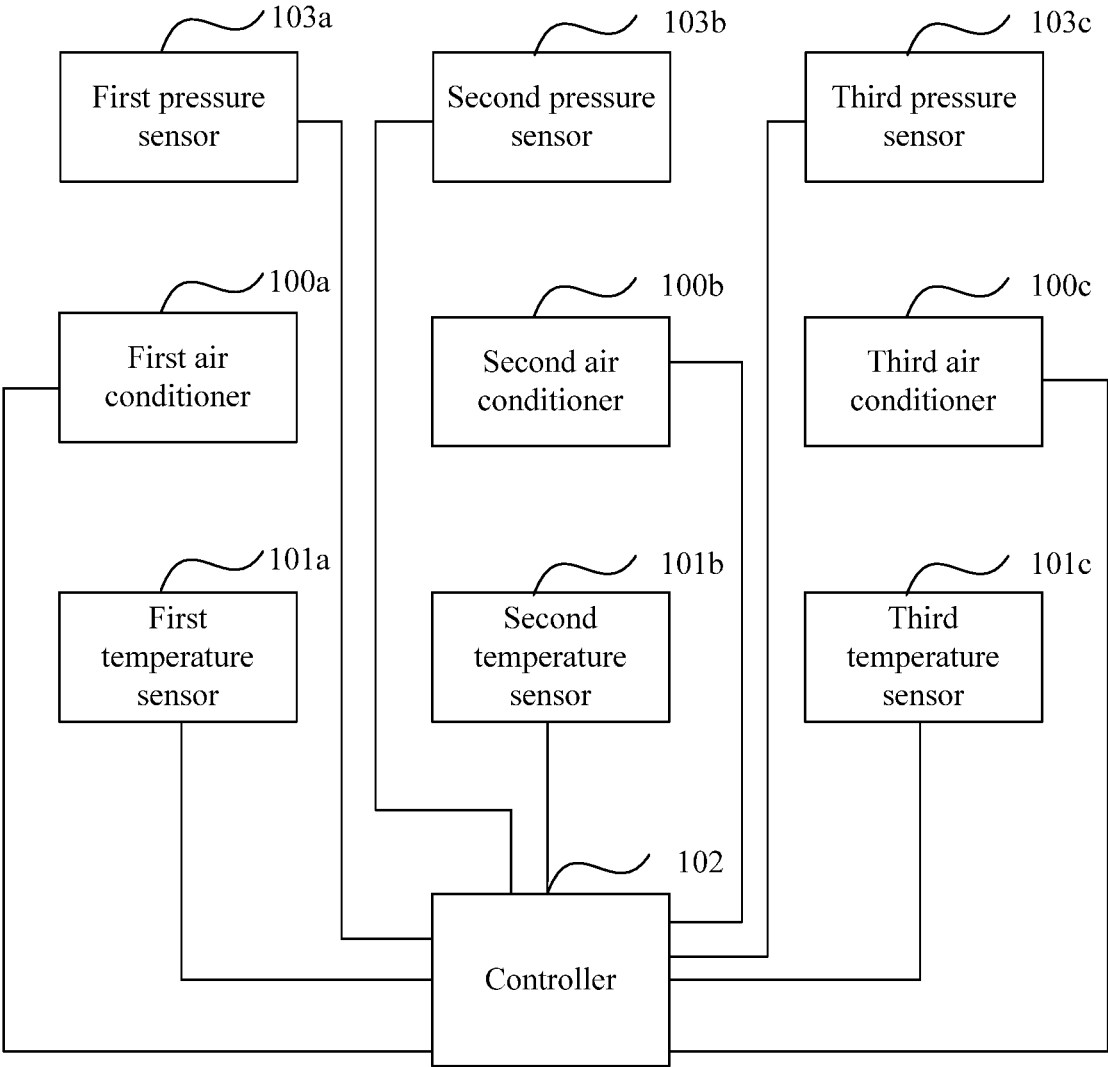 103a
103b
103c
First pressure
sensor
Second pressure
sensor
Third pressure
sensor
100a
100b
100c
First air
conditioner
Second air
conditioner
Third air
conditioner
101a
101b
101c
First
temperature
sensor
Second
temperature
sensor
Third
temperature
sensor
102
Controller